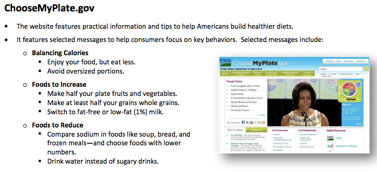 ChooseMyPlate.gov
• The website features practical information and tips to help Americans build healthier diets.
• It features selected messages to help consumers focus on key behaviors. Selected messages include:
o Balancing Calories
▪ Enjoy your food, but eat less.
▪ Avoid oversized portions.
o Foods to Increase
▪ Make half your plate fruits and vegetables.
▪ Make at least half your grains whole grains.
▪ Switch to fat-free or low-fat (1%) milk.
o Foods to Reduce
▪ Compare sodium in foods like soup, bread, and
frozen meals—and choose foods with lower
numbers.
▪ Drink water instead of sugary drinks.
USDA
ChooseMyPlate.gov